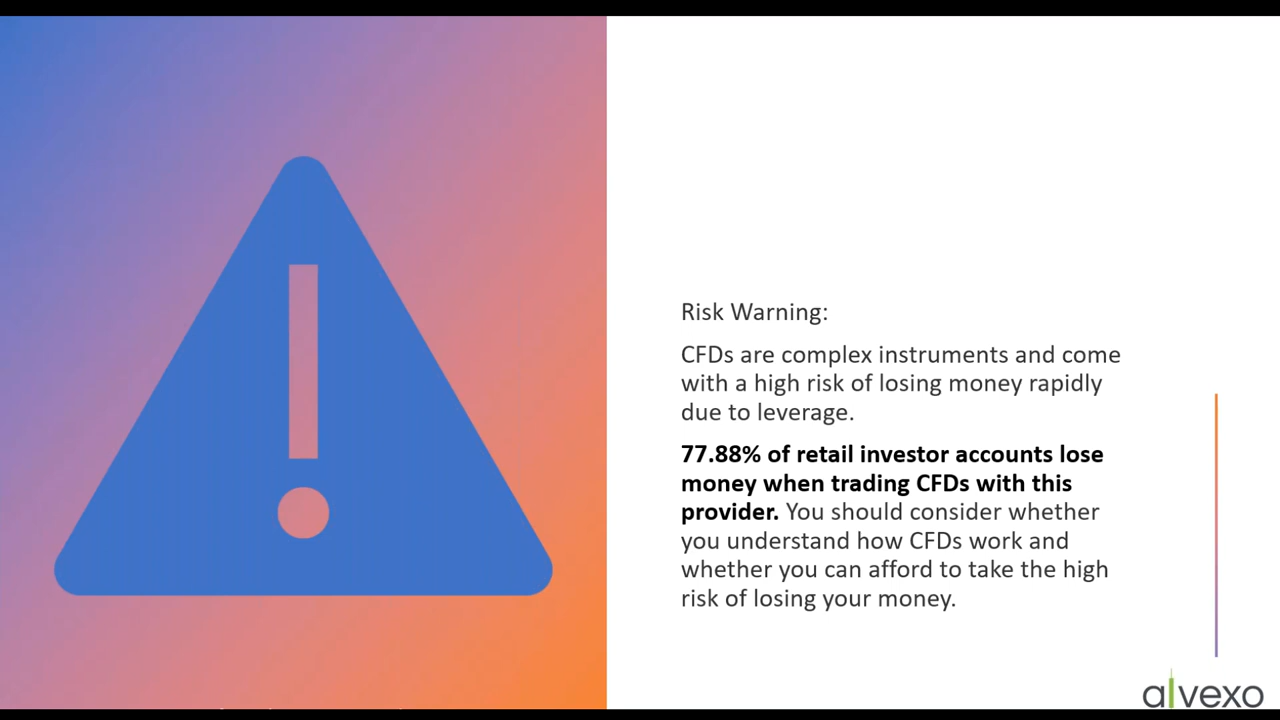 Risk Warning:
CFDs are complex instruments and come
with a high risk of losing money rapidly
due to leverage.
77.88% of retail investor accounts lose
money when trading CFDs with this
provider. You should consider whether
you understand how CFDs work and
whether you can afford to take the high
risk of losing your money.
alvexo